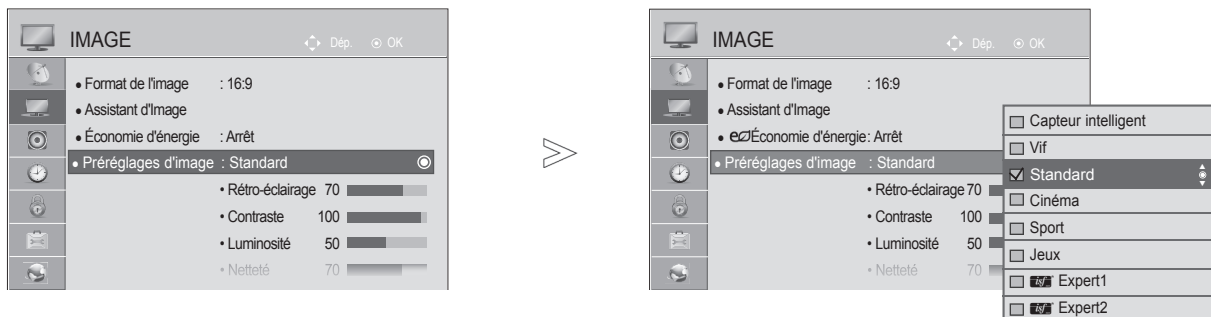 IMAGE
Dép. OK
• Format de l'image : 16:9
• Assistant d'Image
• Économie d'énergie : Arrêt
• Préréglages d'image : Standard
• Rétro-éclairage 70
• Contraste 100
• Luminosité 50
• Netteté 70
>
IMAGE
Dép. OK
• Format de l'image : 16:9
• Assistant d'Image
• Économie d'énergie: Arrêt
• Préréglages d'image : Standard
• Rétro-éclairage 70
• Contraste 100
• Luminosité 50
• Netteté 70
Capteur intelligent
Vif
Standard
Cinéma
Sport
Jeux
isf Expert1
isf Expert2